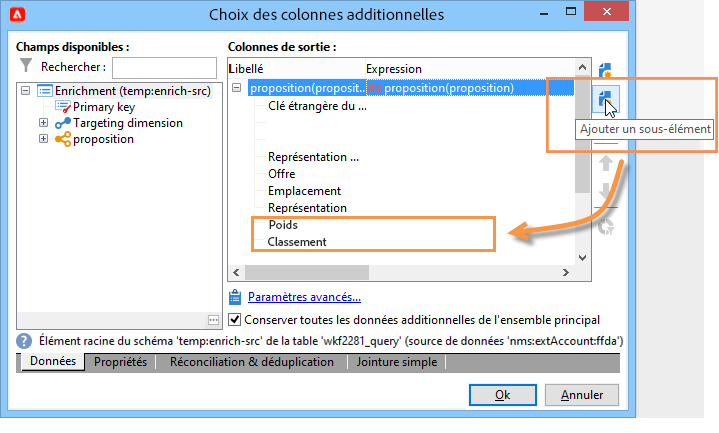 Choix des colonnes additionnelles
Champs disponibles :
Rechercher :
Enrichment (temp:enrich-src)
Primary key
Targeting dimension
proposition
Colonnes de sortie :
Libellé Expression
proposition(proposit... proposition(proposition)
Clé étrangère du ...
Représentation ...
Offre
Emplacement
Représentation
Poids
Classement
Ajouter un sous-élément
Paramètres avancés...
Conserver toutes les données additionnelles de l'ensemble principal
Élément racine du schéma 'temp:enrich-src' de la table 'wkf2281_query' (source de données 'nms:extAccount:ffda')
Données Propriétés Réconciliation & déduplication Jointure simple
Ok Annuler